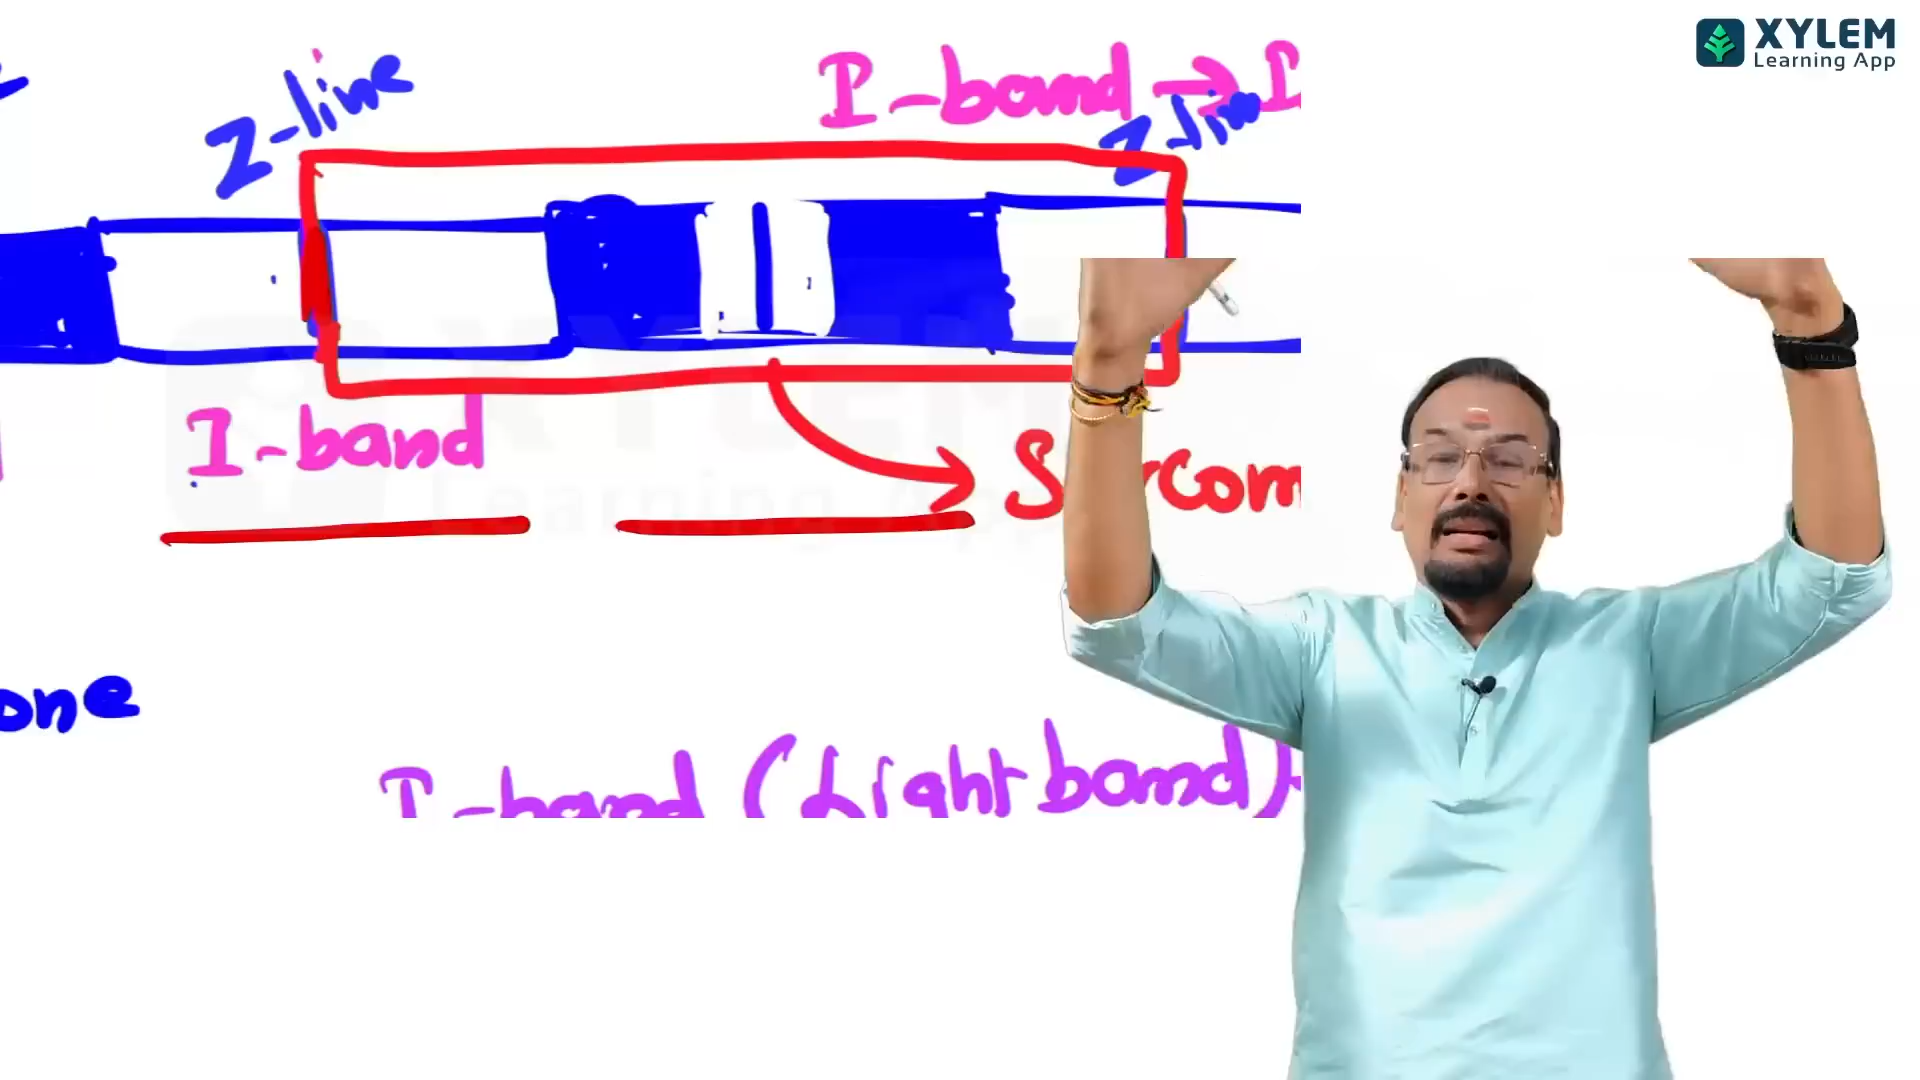 XYLEM
Learning App
I-band → I
Z-line
Z-line
I-band
one
I-band (Light band)